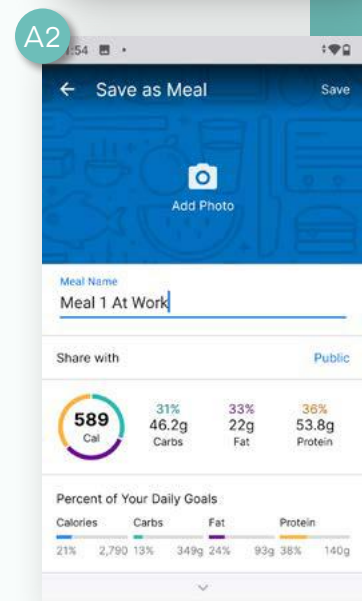 A2
:54
Save as Meal Save
Add Photo
Meal Name
Meal 1 At Work
Share with Public
589 31% 33% 36%
Cal 46.2g 22g 53.8g
Carbs Fat Protein
Percent of Your Daily Goals
Calories Carbs Fat Protein
21% 2,790 13% 349g 24% 93g 38% 140g